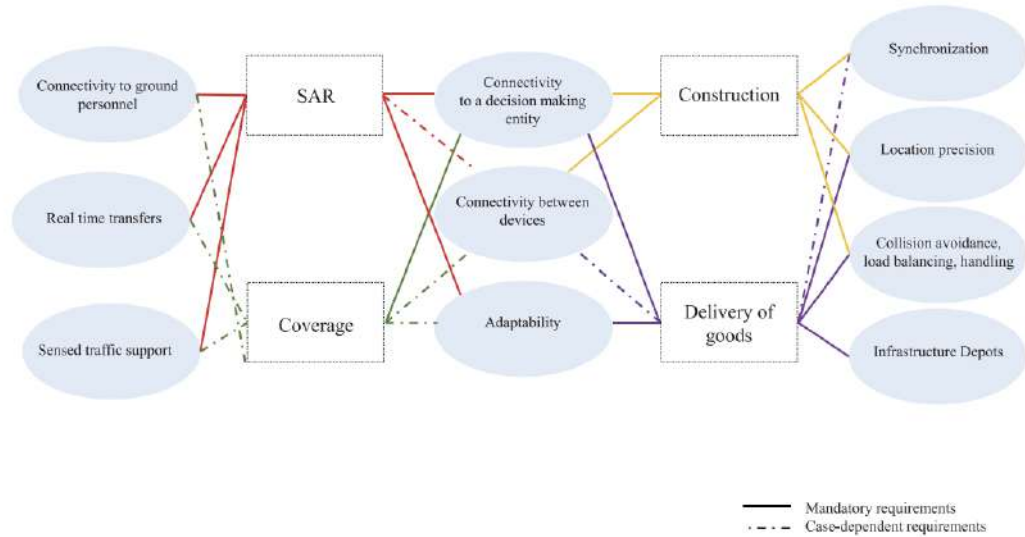 Connectivity to ground
personnel
Real time transfers
Sensed traffic support
SAR
Coverage
Connectivity
to a decision making
entity
Connectivity between
devices
Adaptability
Construction
Delivery of
goods
Synchronization
Location precision
Collision avoidance,
load balancing, handling
Infrastructure Depots
Mandatory requirements
Case-dependent requirements